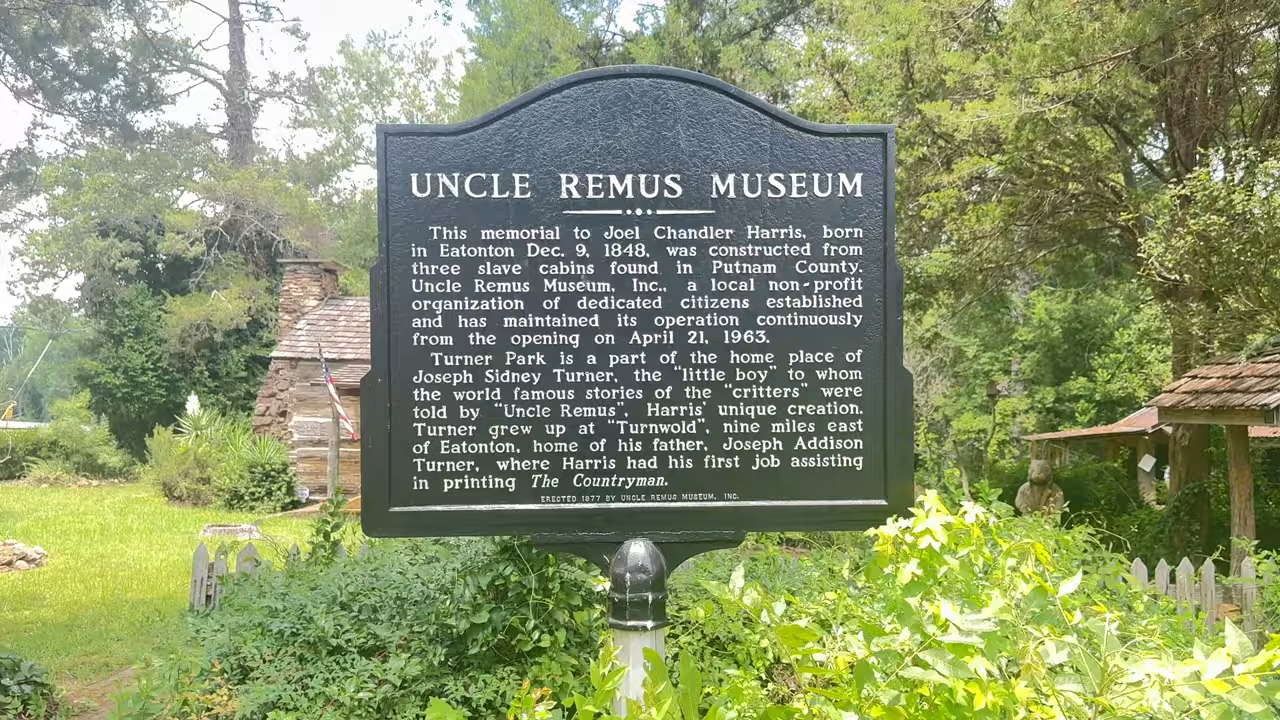 UNCLE REMUS MUSEUM
This memorial to Joel Chandler Harris, born
in Eatonton Dec. 9, 1848, was constructed from
three slave cabins found in Putnam County.
Uncle Remus Museum, Inc., a local non-profit
organization of dedicated citizens established
and has maintained its operation continuously
from the opening on April 21, 1963.
Turner Park is a part of the home place of
Joseph Sidney Turner, the "little boy" to whom
the world famous stories of the "critters" were
told by "Uncle Remus", Harris' unique creation.
Turner grew up at "Turnwold", nine miles east
of Eatonton, home of his father, Joseph Addison
Turner, where Harris had his first job assisting
in printing The Countryman.
ERECTED 1877 BY UNCLE REMUS MUSEUM, INC.